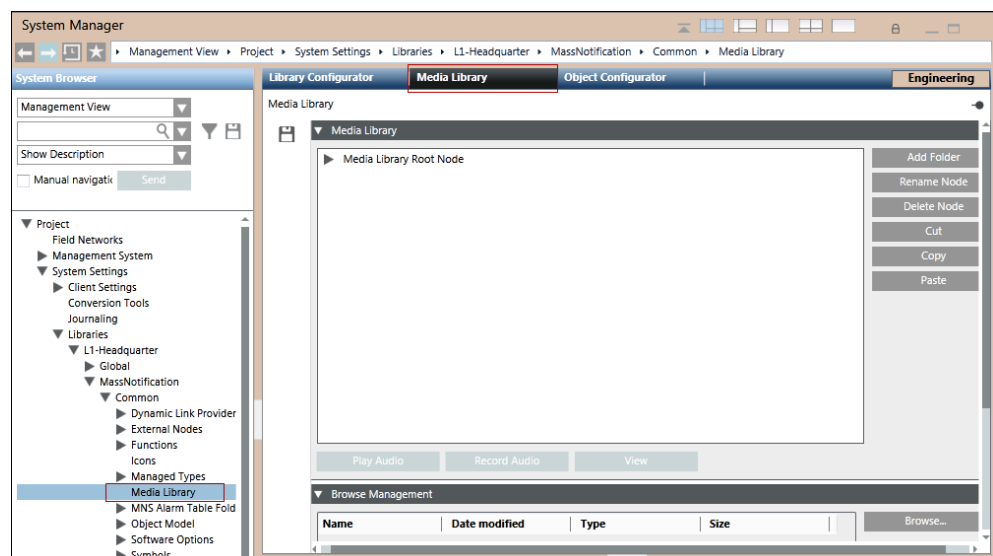 System Manager
Management View Project System Settings Libraries L1-Headquarter MassNotification Common Media Library
System Browser
Library Configurator Media Library Object Configurator Engineering
Management View
Media Library
Media Library
Show Description
Media Library Root Node
Add Folder
Manual navigatic Send
Rename Node
Delete Node
Cut
Copy
Paste
Project
Field Networks
Management System
System Settings
Client Settings
Conversion Tools
Journaling
Libraries
L1-Headquarter
Global
MassNotification
Common
Dynamic Link Provider
External Nodes
Functions
Icons
Managed Types
Media Library
MNS Alarm Table Fold
Object Model
Software Options
Symbols
Play Audio Record Audio View
Browse Management
Name Date modified Type Size
Browse...